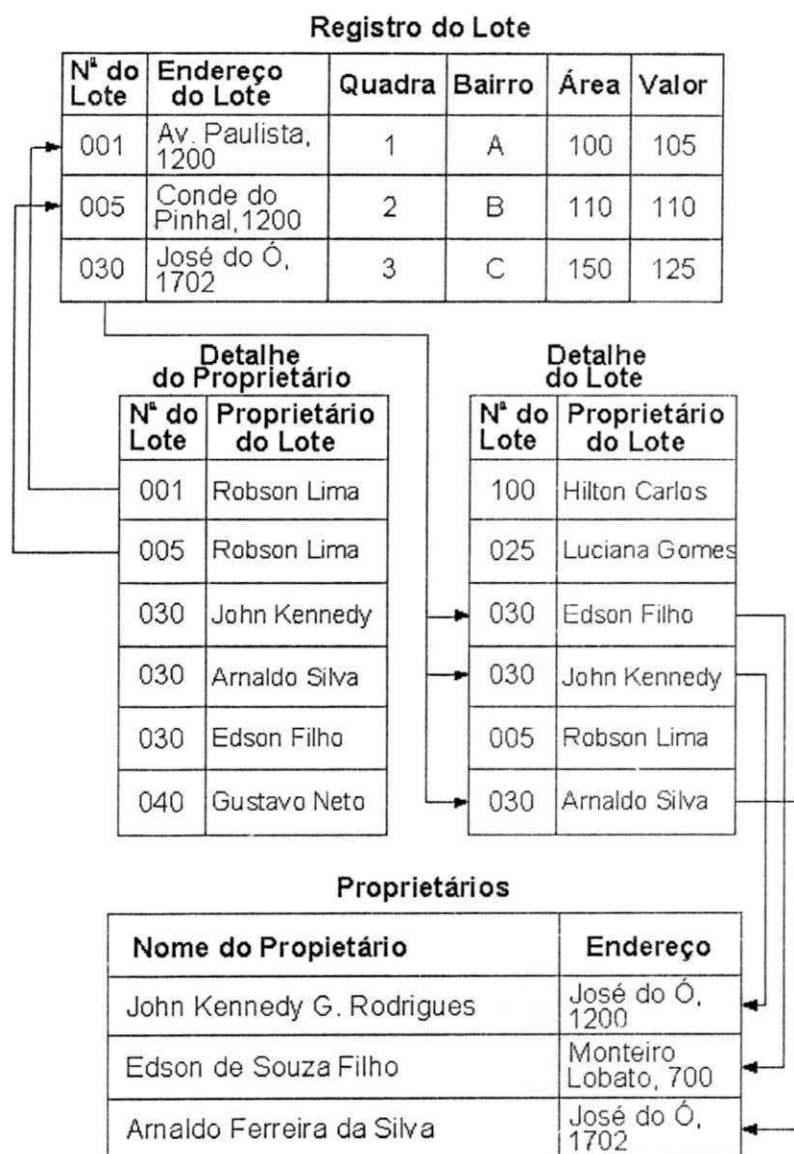 Registro do Lote
Nª do Lote Endereço do Lote Quadra Bairro Área Valor
001 Av. Paulista, 1200 1 A 100 105
005 Conde do Pinhal, 1200 2 B 110 110
030 José do Ó, 1702 3 C 150 125
Detalhe do Proprietário
Nª do Lote Proprietário do Lote
001 Robson Lima
005 Robson Lima
030 John Kennedy
030 Arnaldo Silva
030 Edson Filho
040 Gustavo Neto
Detalhe do Lote
Nª do Lote Proprietário do Lote
100 Hilton Carlos
025 Luciana Gomes
030 Edson Filho
030 John Kennedy
005 Robson Lima
030 Arnaldo Silva
Proprietários
Nome do Propietário Endereço
John Kennedy G. Rodrigues José do Ó, 1200
Edson de Souza Filho Monteiro Lobato, 700
Arnaldo Ferreira da Silva José do Ó, 1702